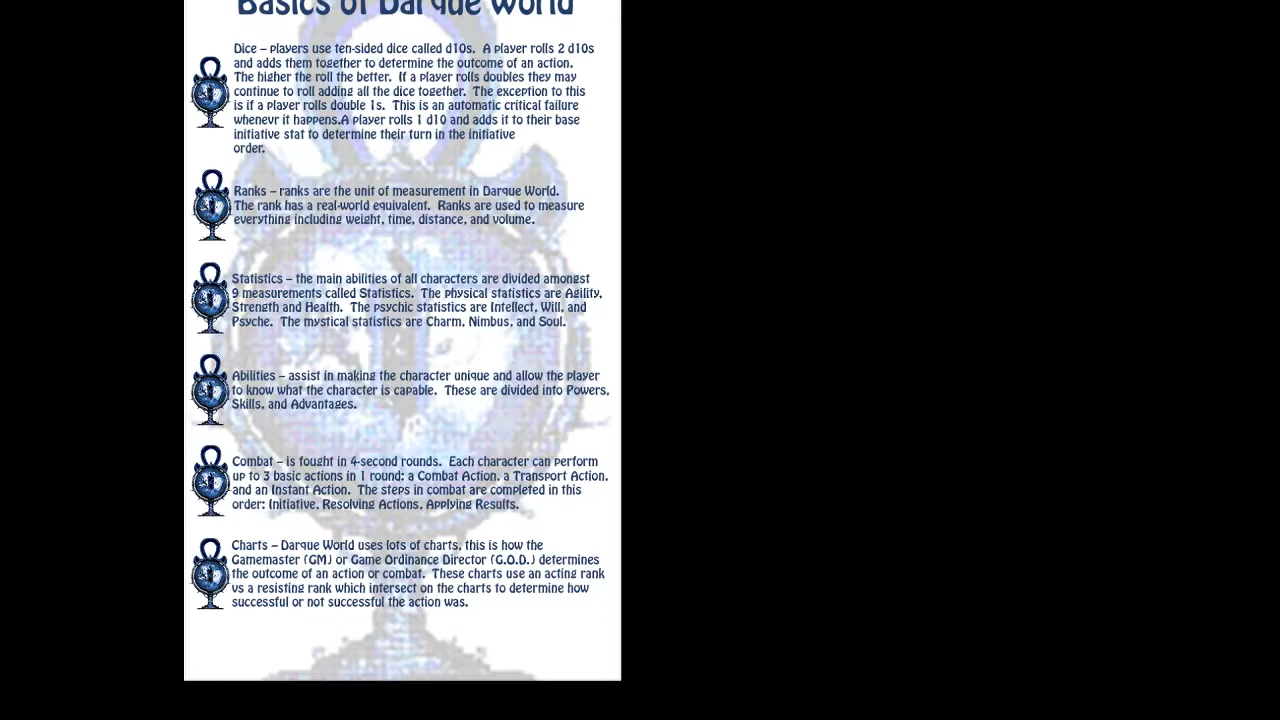 Basics of Darque World
Dice – players use ten-sided dice called d10s. A player rolls 2 d10s
and adds them together to determine the outcome of an action.
The higher the roll the better. If a player rolls doubles they may
continue to roll adding all the dice together. The exception to this
is if a player rolls double 1s. This is an automatic critical failure
whenevr it happens.A player rolls 1 d10 and adds it to their base
initiative stat to determine their turn in the initiative
order.
Ranks – ranks are the unit of measurement in Darque World.
The rank has a real-world equivalent. Ranks are used to measure
everything including weight, time, distance, and volume.
Statistics – the main abilities of all characters are divided amongst
9 measurements called Statistics. The physical statistics are Agility,
Strength and Health. The psychic statistics are Intellect, Will, and
Psyche. The mystical statistics are Charm, Nimbus, and Soul.
Abilities – assist in making the character unique and allow the player
to know what the character is capable. These are divided into Powers,
Skills, and Advantages.
Combat – is fought in 4-second rounds. Each character can perform
up to 3 basic actions in 1 round: a Combat Action, a Transport Action,
and an Instant Action. The steps in combat are completed in this
order: Initiative, Resolving Actions, Applying Results.
Charts – Darque World uses lots of charts, this is how the
Gamemaster (GM) or Game Ordinance Director (G.O.D.) determines
the outcome of an action or combat. These charts use an acting rank
vs a resisting rank which intersect on the charts to determine how
successful or not successful the action was.